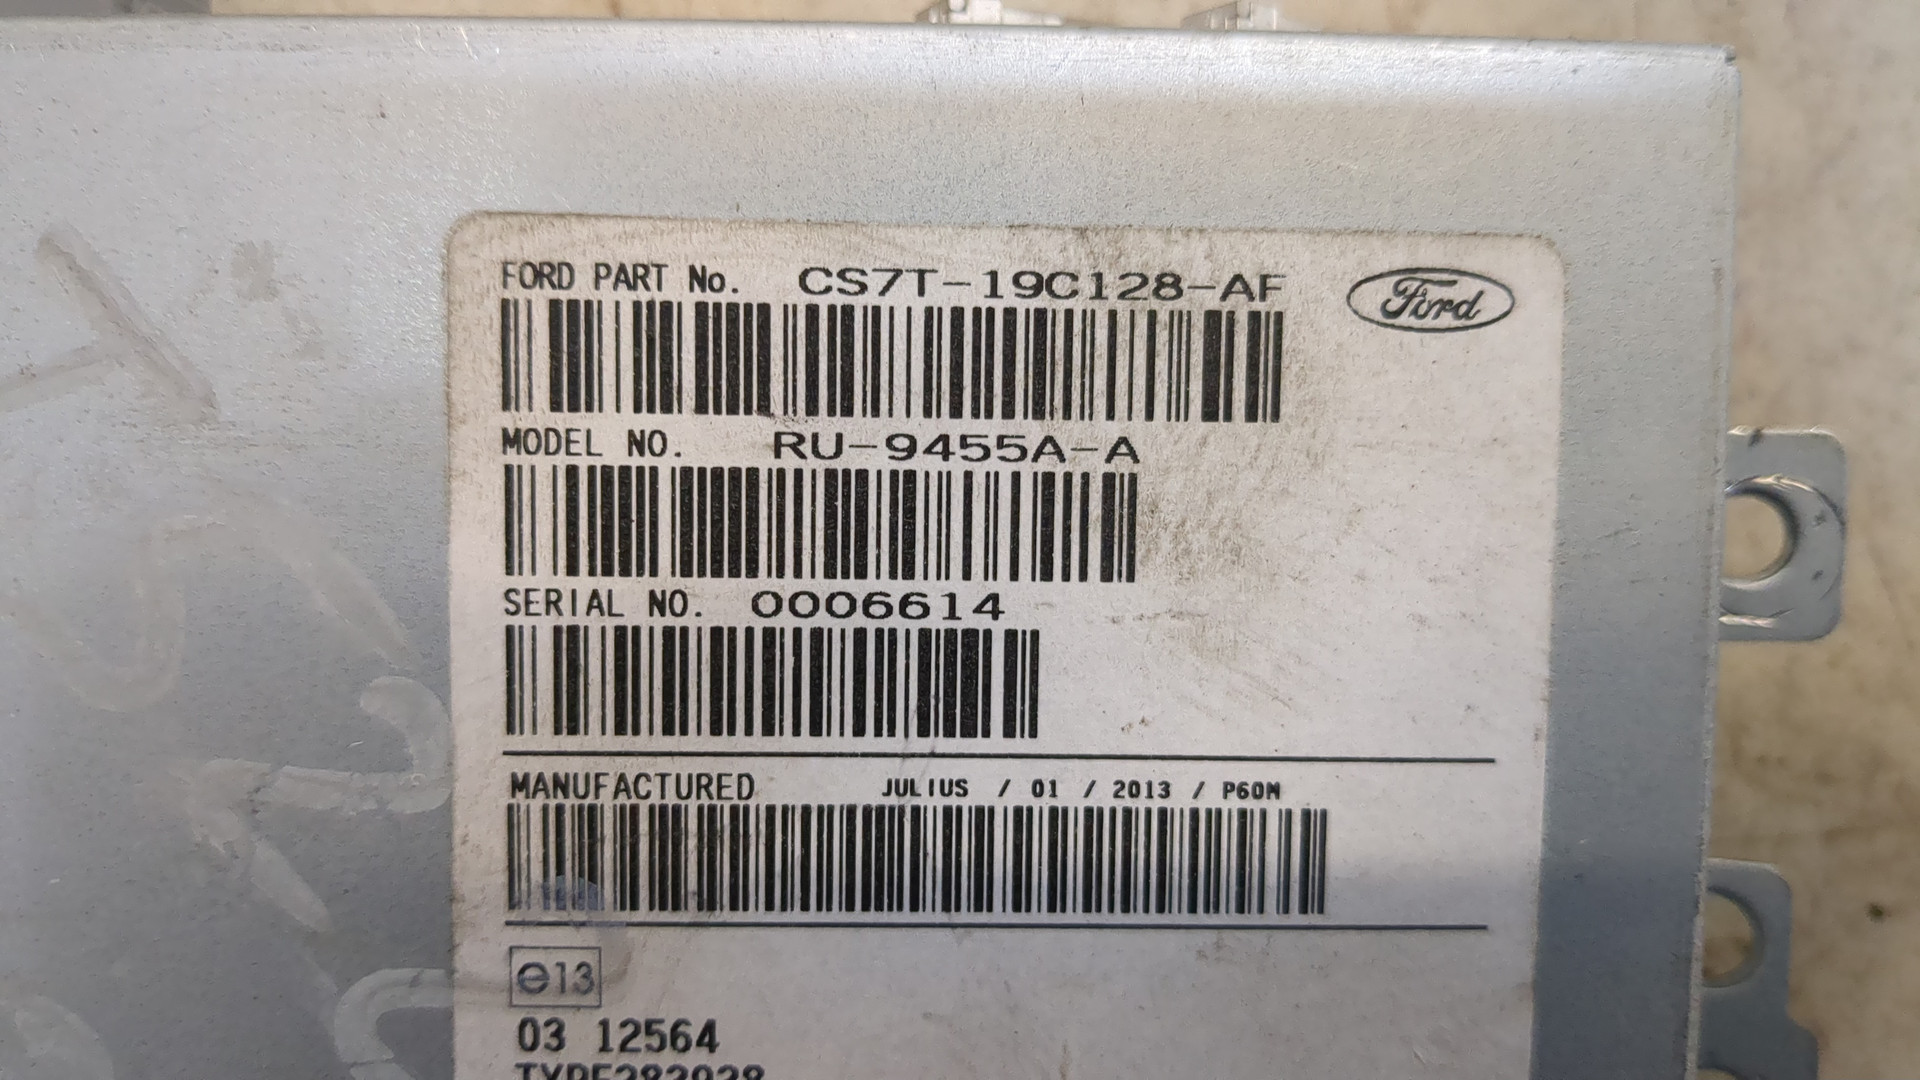 FORD PART No. CS7T-19C128-AF
Ford
MODEL NO. RU-9455A-A
SERIAL NO. 0006614
MANUFACTURED JULIUS / 01 / 2013 / P60M
e13
03 12564